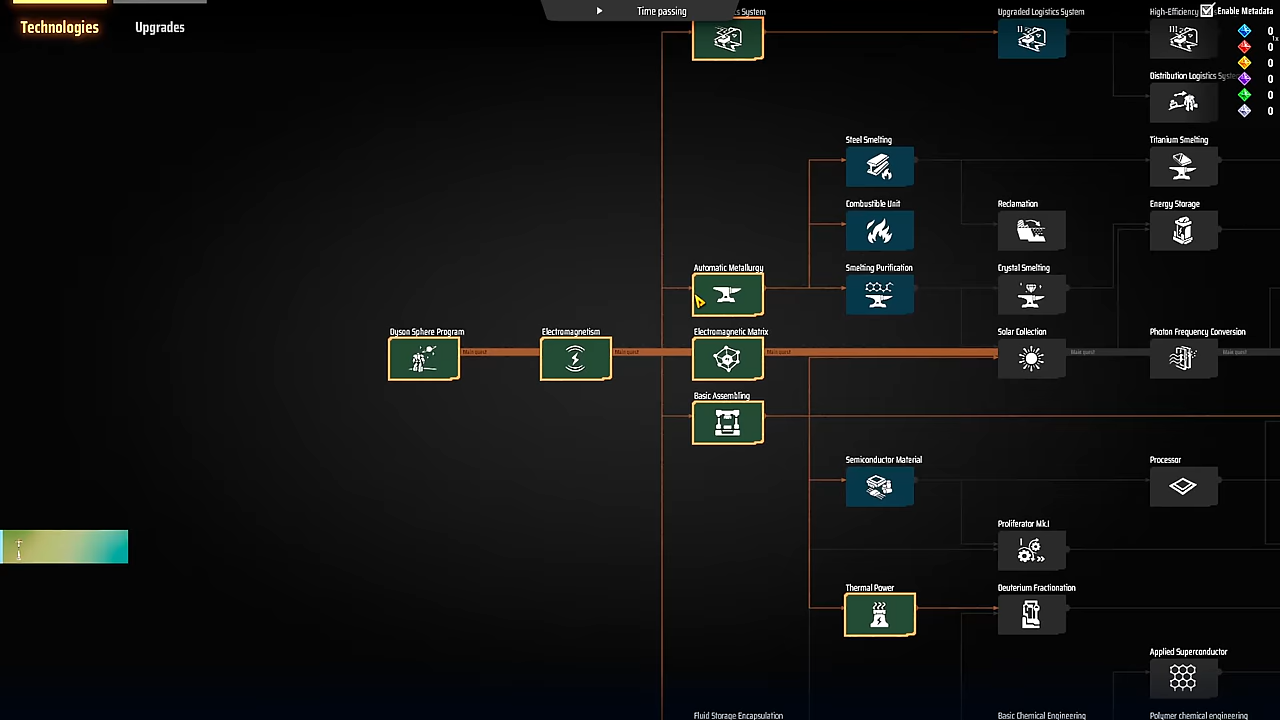 Technologies
Upgrades
Time passing
Enable Metadata
0
1x
0
0
0
0
0
cs System
Upgraded Logistics System
High-Efficiency
Distribution Logistics System
Steel Smelting
Titanium Smelting
Combustible Unit
Reclamation
Energy Storage
Automatic Metallurgy
Smelting Purification
Crystal Smelting
Dyson Sphere Program
Main quest
Electromagnetism
Main quest
Electromagnetic Matrix
Main quest
Solar Collection
Main quest
Photon Frequency Conversion
Main quest
Basic Assembling
Semiconductor Material
Processor
Proliferator Mk.I
Thermal Power
Deuterium Fractionation
Applied Superconductor
Fluid Storage Encapsulation
Basic Chemical Engineering
Polymer chemical engineering